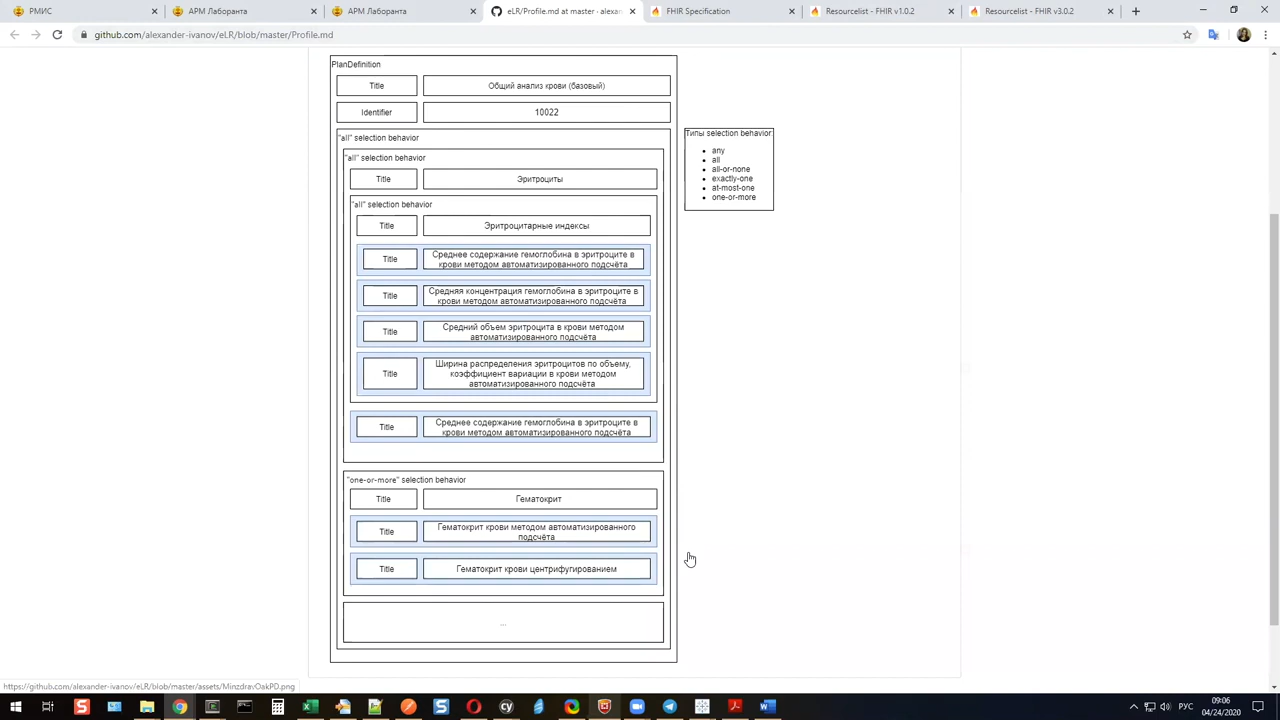 РМИС
АРМ Лаборанта
АРМ Лаборанта
eLR/Profile.md at master · alexan
FHIR Specification
Resourcelist - FHIR v1.0.2
Resourcelist - FHIR v3.0.2
github.com/alexander-ivanov/eLR/blob/master/Profile.md
PlanDefinition
Title
Общий анализ крови (базовый)
Identifier
10022
"all" selection behavior
"all" selection behavior
Title
Эритроциты
"all" selection behavior
Title
Эритроцитарные индексы
Title
Среднее содержание гемоглобина в эритроците в
крови методом автоматизированного подсчёта
Title
Средняя концентрация гемоглобина в эритроците в
крови методом автоматизированного подсчёта
Title
Средний объем эритроцита в крови методом
автоматизированного подсчёта
Title
Ширина распределения эритроцитов по объему,
коэффициент вариации в крови методом
автоматизированного подсчёта
Title
Среднее содержание гемоглобина в эритроците в
крови методом автоматизированного подсчёта
"one-or-more" selection behavior
Title
Гематокрит
Title
Гематокрит крови методом автоматизированного
подсчёта
Title
Гематокрит крови центрифугированием
...
Типы selection behavior:
any
all
all-or-none
exactly-one
at-most-one
one-or-more
https://github.com/alexander-ivanov/eLR/blob/master/assets/MinzdravOakPD.png
РУС
09:06
04/24/2020